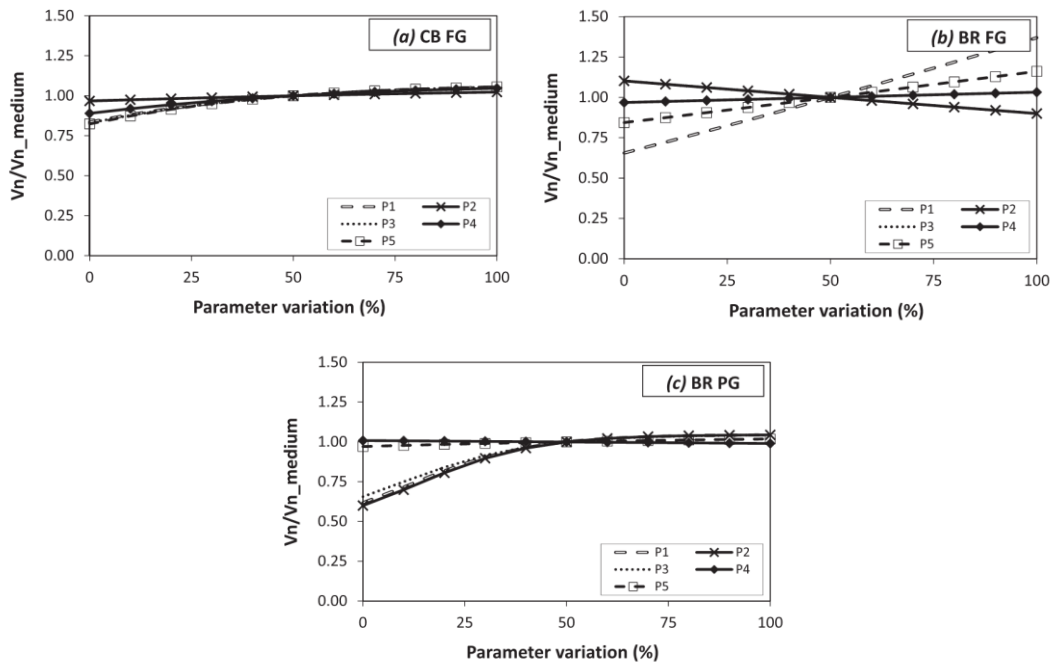 (a) CB FG
Vn/Vn_medium
1.50
1.25
1.00
0.75
0.50
0.25
0.00
P1 P2
P3 P4
P5
0 25 50 75 100
Parameter variation (%)
(b) BR FG
Vn/Vn_medium
1.50
1.25
1.00
0.75
0.50
0.25
0.00
P1 P2
P3 P4
P5
0 25 50 75 100
Parameter variation (%)
(c) BR PG
Vn/Vn_medium
1.50
1.25
1.00
0.75
0.50
0.25
0.00
P1 P2
P3 P4
P5
0 25 50 75 100
Parameter variation (%)